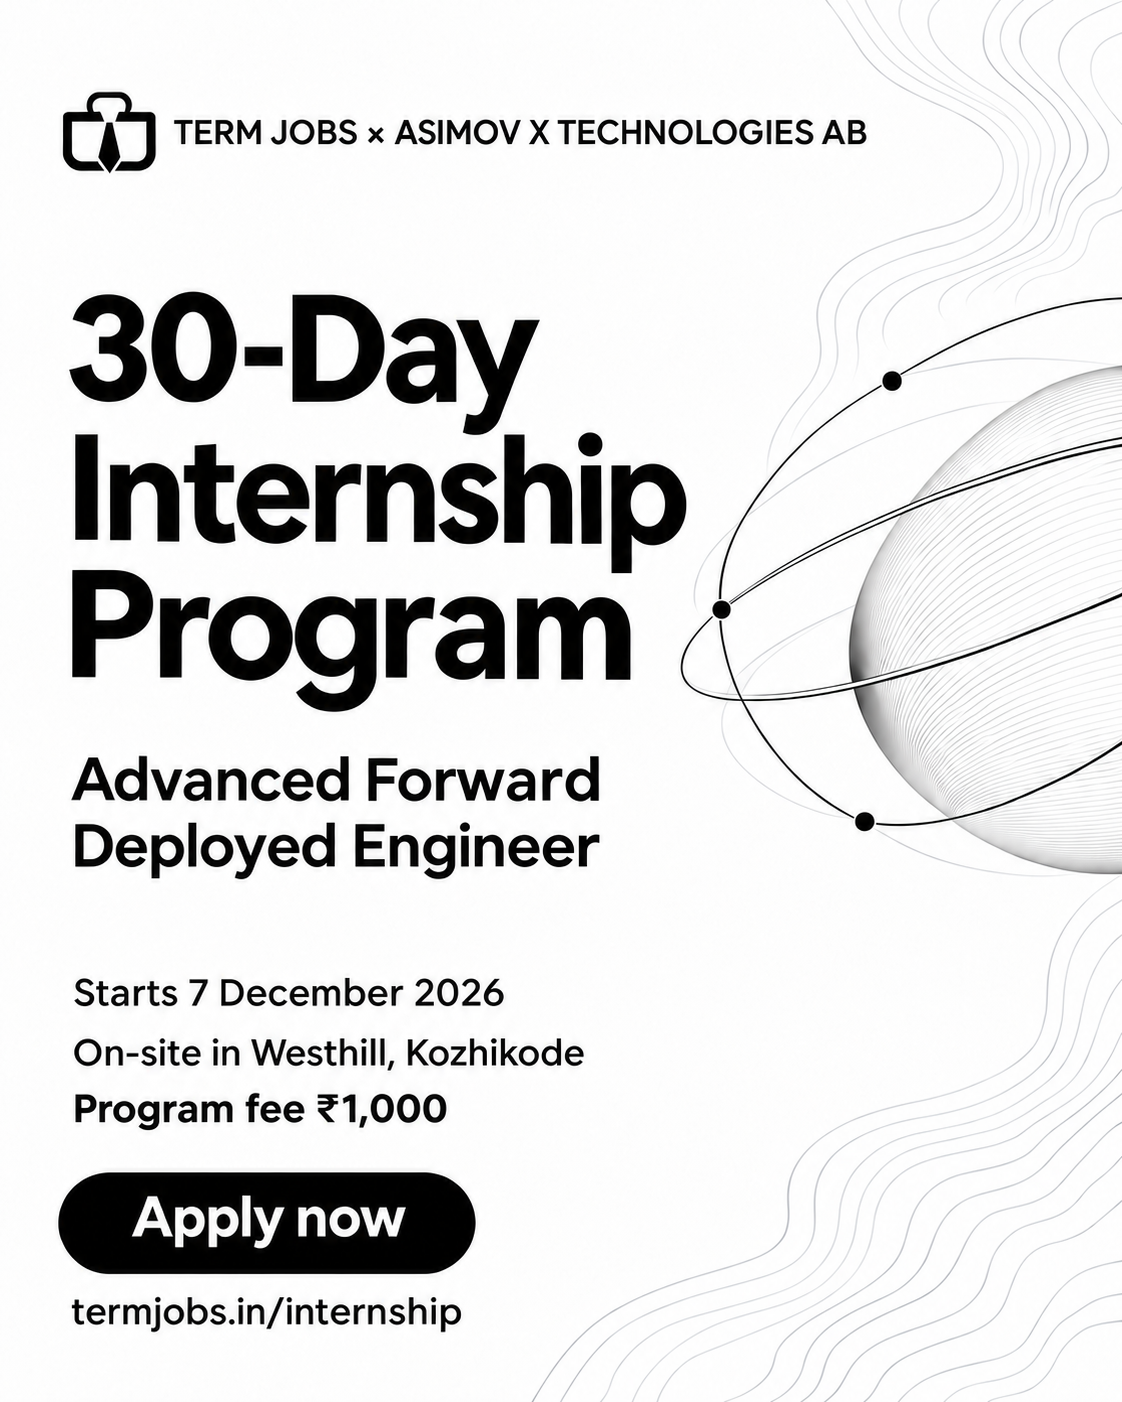 TERM JOBS × ASIMOV X TECHNOLOGIES AB
30-Day
Internship
Program
Advanced Forward
Deployed Engineer
Starts 7 December 2026
On-site in Westhill, Kozhikode
Program fee ₹1,000
Apply now
termjobs.in/internship